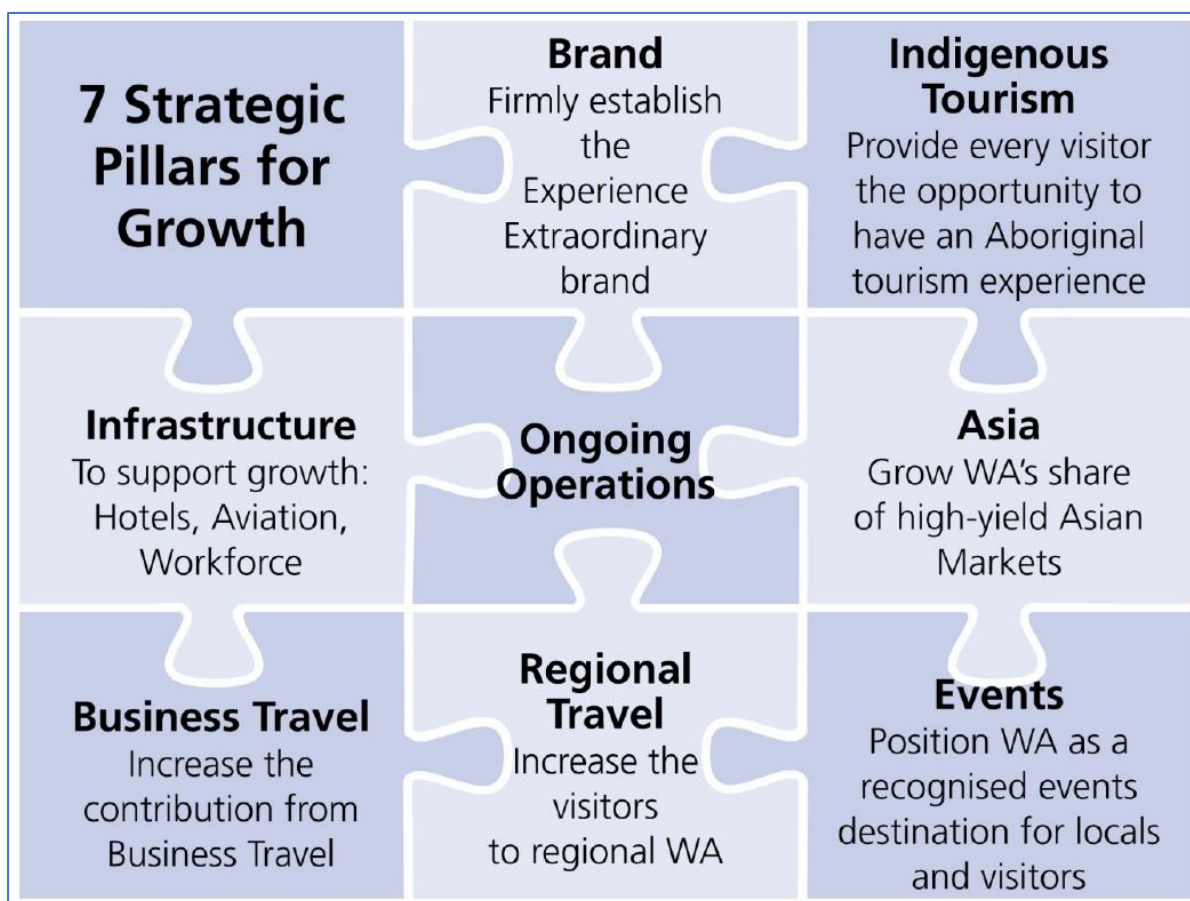 7 Strategic
Pillars for
Growth
Brand
Firmly establish
the
Experience
Extraordinary
brand
Indigenous
Tourism
Provide every visitor
the opportunity to
have an Aboriginal
tourism experience
Infrastructure
To support growth:
Hotels, Aviation,
Workforce
Ongoing
Operations
Asia
Grow WA's share
of high-yield Asian
Markets
Business Travel
Increase the
contribution from
Business Travel
Regional
Travel
Increase the
visitors
to regional WA
Events
Position WA as a
recognised events
destination for locals
and visitors